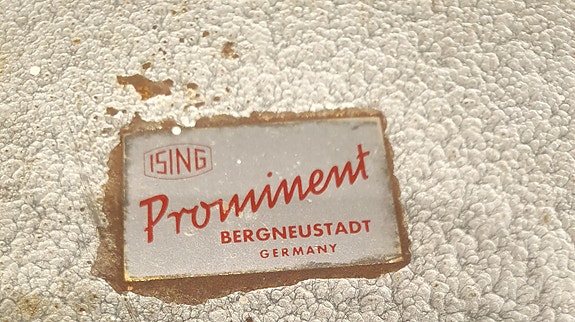 ISING
Prominent
BERGNEUSTADT
GERMANY